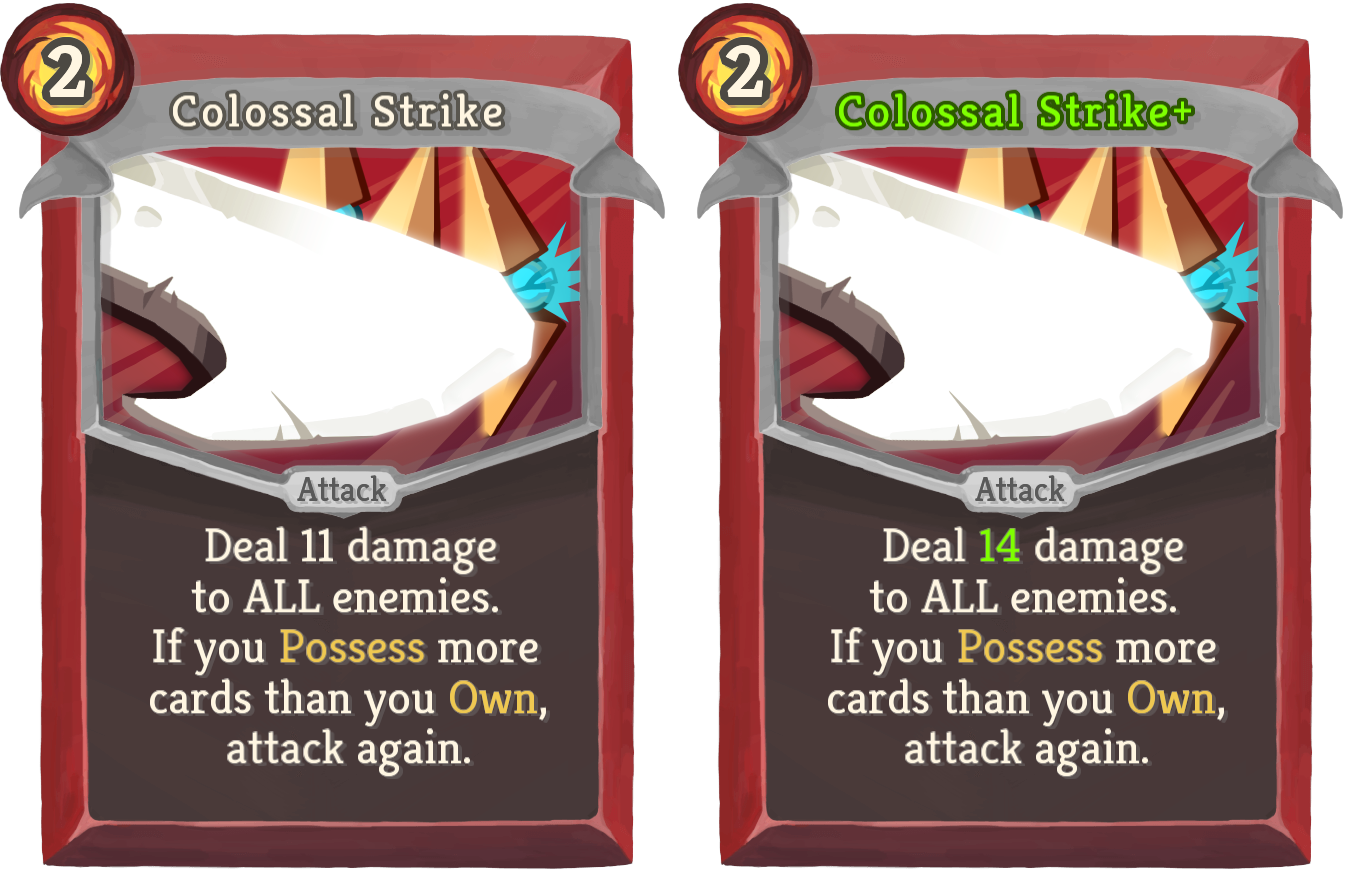 2
Colossal Strike
Attack
Deal 11 damage
to ALL enemies.
If you Possess more
cards than you Own,
attack again.
2
Colossal Strike+
Attack
Deal 14 damage
to ALL enemies.
If you Possess more
cards than you Own,
attack again.